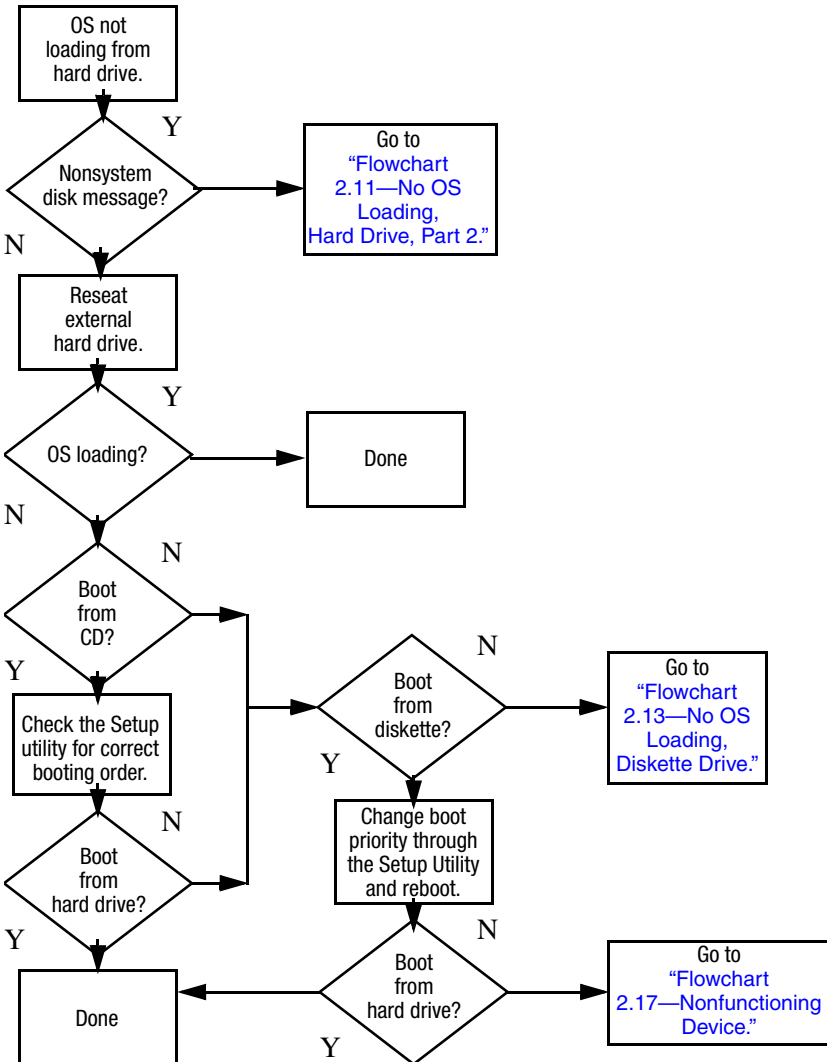 OS not
loading from
hard drive.
Y
Nonsystem
disk message?
Go to
“Flowchart
2.11—No OS
Loading,
Hard Drive, Part 2.”
N
Reseat
external
hard drive.
Y
OS loading?
Done
N
N
Boot
from
CD?
Y
Check the Setup
utility for correct
booting order.
N
Boot
from
hard drive?
Y
Done
Boot
from
diskette?
N
Go to
“Flowchart
2.13—No OS
Loading,
Diskette Drive.”
Y
Change boot
priority through
the Setup Utility
and reboot.
N
Boot
from
hard drive?
Y
Go to
“Flowchart
2.17—Nonfunctioning
Device.”